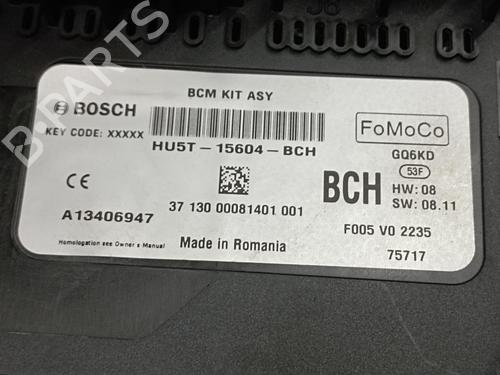 BCM KIT ASY
BOSCH
KEY CODE: XXXXX
HU5T-15604-BCH
FoMoCo
GQ6KD
53F
BCH
HW: 08
SW: 08.11
CE
A13406947
37 130 00081401 001
F005 V0 2235
Homologation see Owner's Manual
Made in Romania
75717
B-PARTS